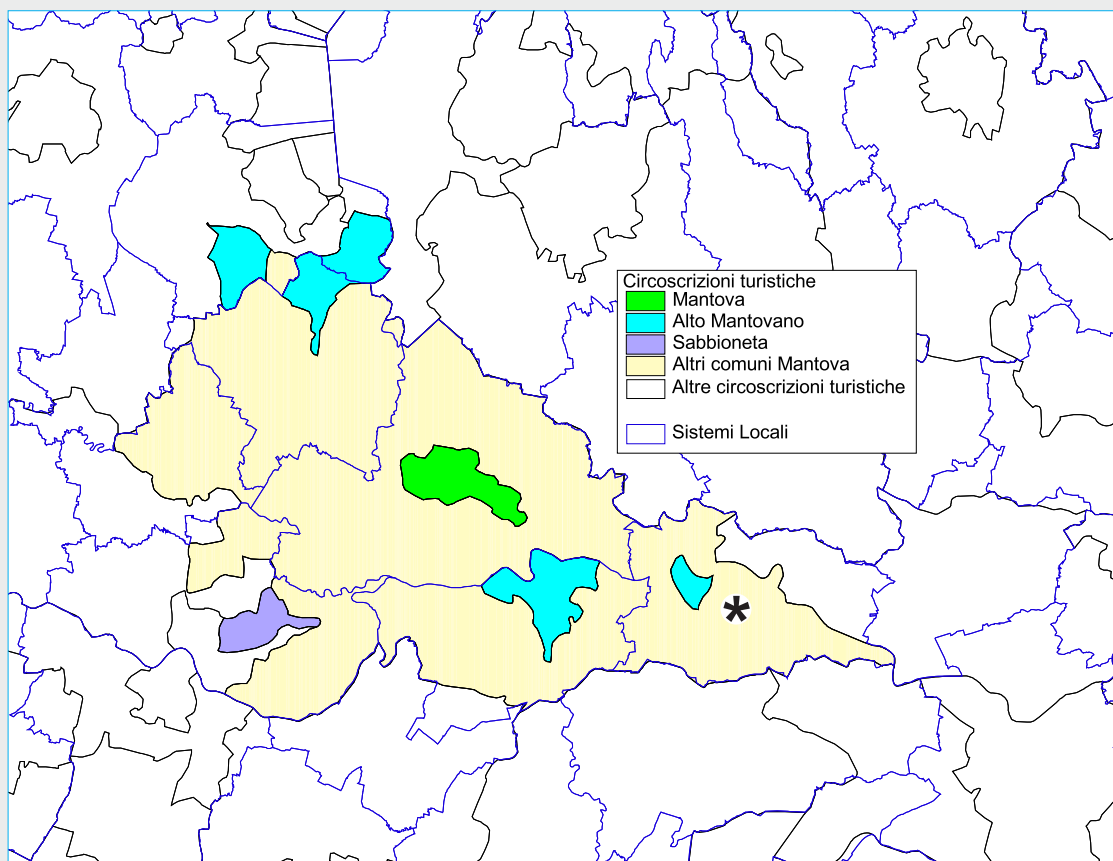 Circoscrizioni turistiche
Mantova
Alto Mantovano
Sabbioneta
Altri comuni Mantova
Altre circoscrizioni turistiche
Sistemi Locali
*